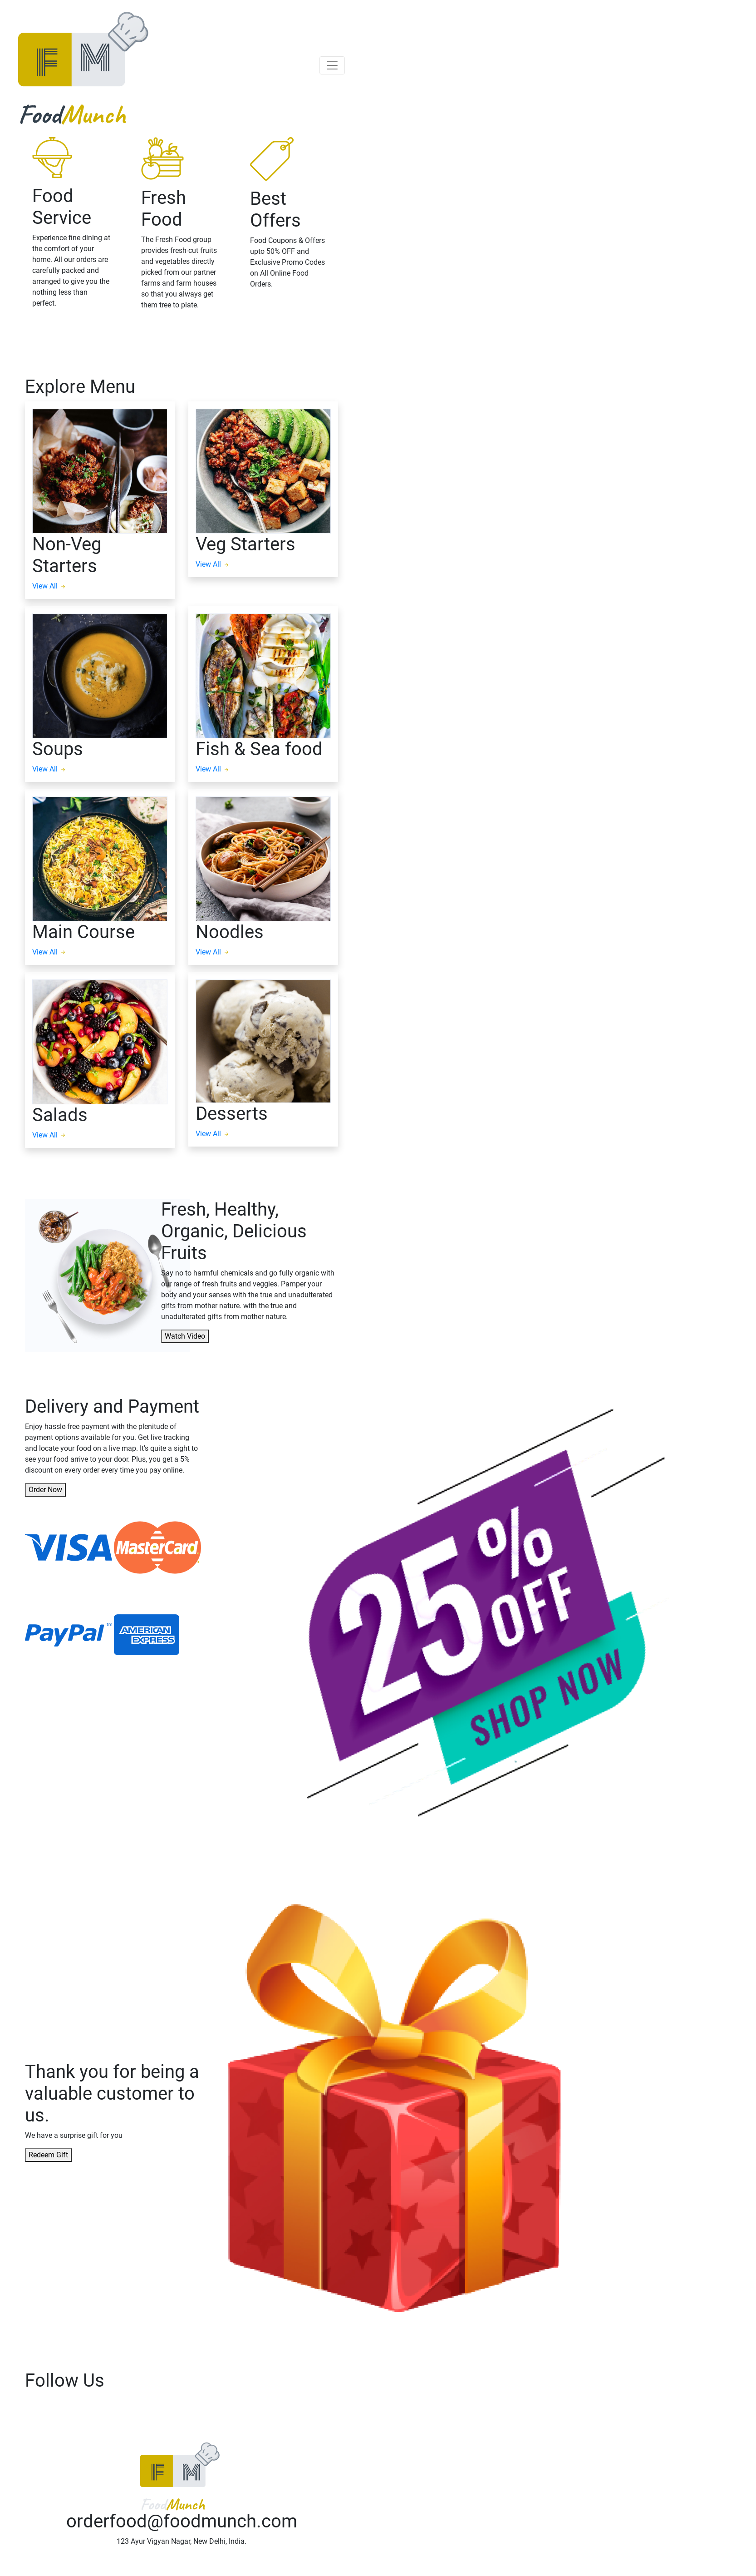 F M
FoodMunch
Food
Service
Experience fine dining at
the comfort of your
home. All our orders are
carefully packed and
arranged to give you the
nothing less than
perfect.
Fresh
Food
The Fresh Food group
provides fresh-cut fruits
and vegetables directly
picked from our partner
farms and farm houses
so that you always get
them tree to plate.
Best
Offers
Food Coupons & Offers
upto 50% OFF and
Exclusive Promo Codes
on All Online Food
Orders.
Explore Menu
Non-Veg
Starters
View All
Veg Starters
View All
Soups
View All
Fish & Sea food
View All
Main Course
View All
Noodles
View All
Salads
View All
Desserts
View All
Fresh, Healthy,
Organic, Delicious
Fruits
Say no to harmful chemicals and go fully organic with
our range of fresh fruits and veggies. Pamper your
body and your senses with the true and unadulterated
gifts from mother nature. with the true and
unadulterated gifts from mother nature.
Watch Video
Delivery and Payment
Enjoy hassle-free payment with the plenitude of
payment options available for you. Get live tracking
and locate your food on a live map. It's quite a sight to
see your food arrive to your door. Plus, you get a 5%
discount on every order every time you pay online.
Order Now
VISA MasterCard
PayPal TM AMERICAN
EXPRESS
25%
OFF
SHOP NOW
Thank you for being a
valuable customer to
us.
We have a surprise gift for you
Redeem Gift
Follow Us
F M
FoodMunch
orderfood@foodmunch.com
123 Ayur Vigyan Nagar, New Delhi, India.